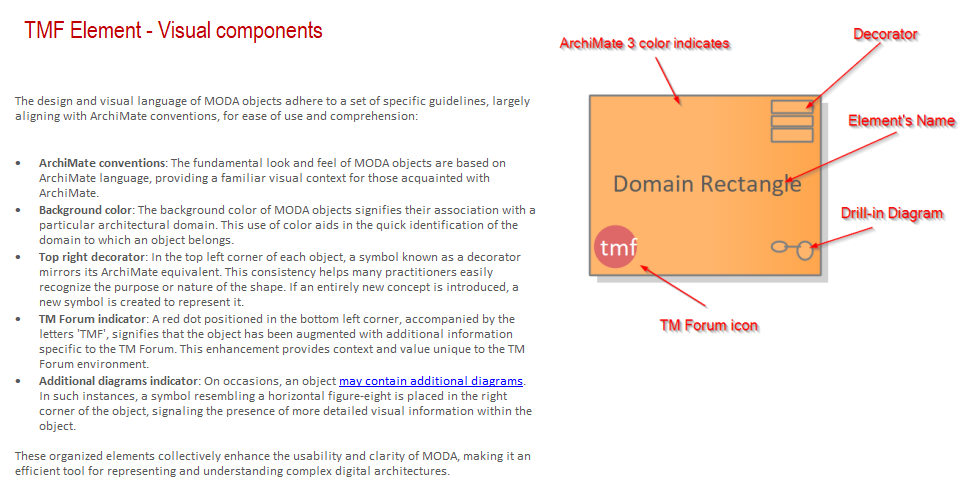 TMF Element - Visual components
The design and visual language of MODA objects adhere to a set of specific guidelines, largely
aligning with ArchiMate conventions, for ease of use and comprehension:
• ArchiMate conventions: The fundamental look and feel of MODA objects are based on
ArchiMate language, providing a familiar visual context for those acquainted with
ArchiMate.
• Background color: The background color of MODA objects signifies their association with a
particular architectural domain. This use of color aids in the quick identification of the
domain to which an object belongs.
• Top right decorator: In the top left corner of each object, a symbol known as a decorator
mirrors its ArchiMate equivalent. This consistency helps many practitioners easily
recognize the purpose or nature of the shape. If an entirely new concept is introduced, a
new symbol is created to represent it.
• TM Forum indicator: A red dot positioned in the bottom left corner, accompanied by the
letters 'TMF', signifies that the object has been augmented with additional information
specific to the TM Forum. This enhancement provides context and value unique to the TM
Forum environment.
• Additional diagrams indicator: On occasions, an object may contain additional diagrams.
In such instances, a symbol resembling a horizontal figure-eight is placed in the right
corner of the object, signaling the presence of more detailed visual information within the
object.
These organized elements collectively enhance the usability and clarity of MODA, making it an
efficient tool for representing and understanding complex digital architectures.
ArchiMate 3 color indicates
Decorator
Element's Name
Domain Rectangle
Drill-in Diagram
tmf
TM Forum icon